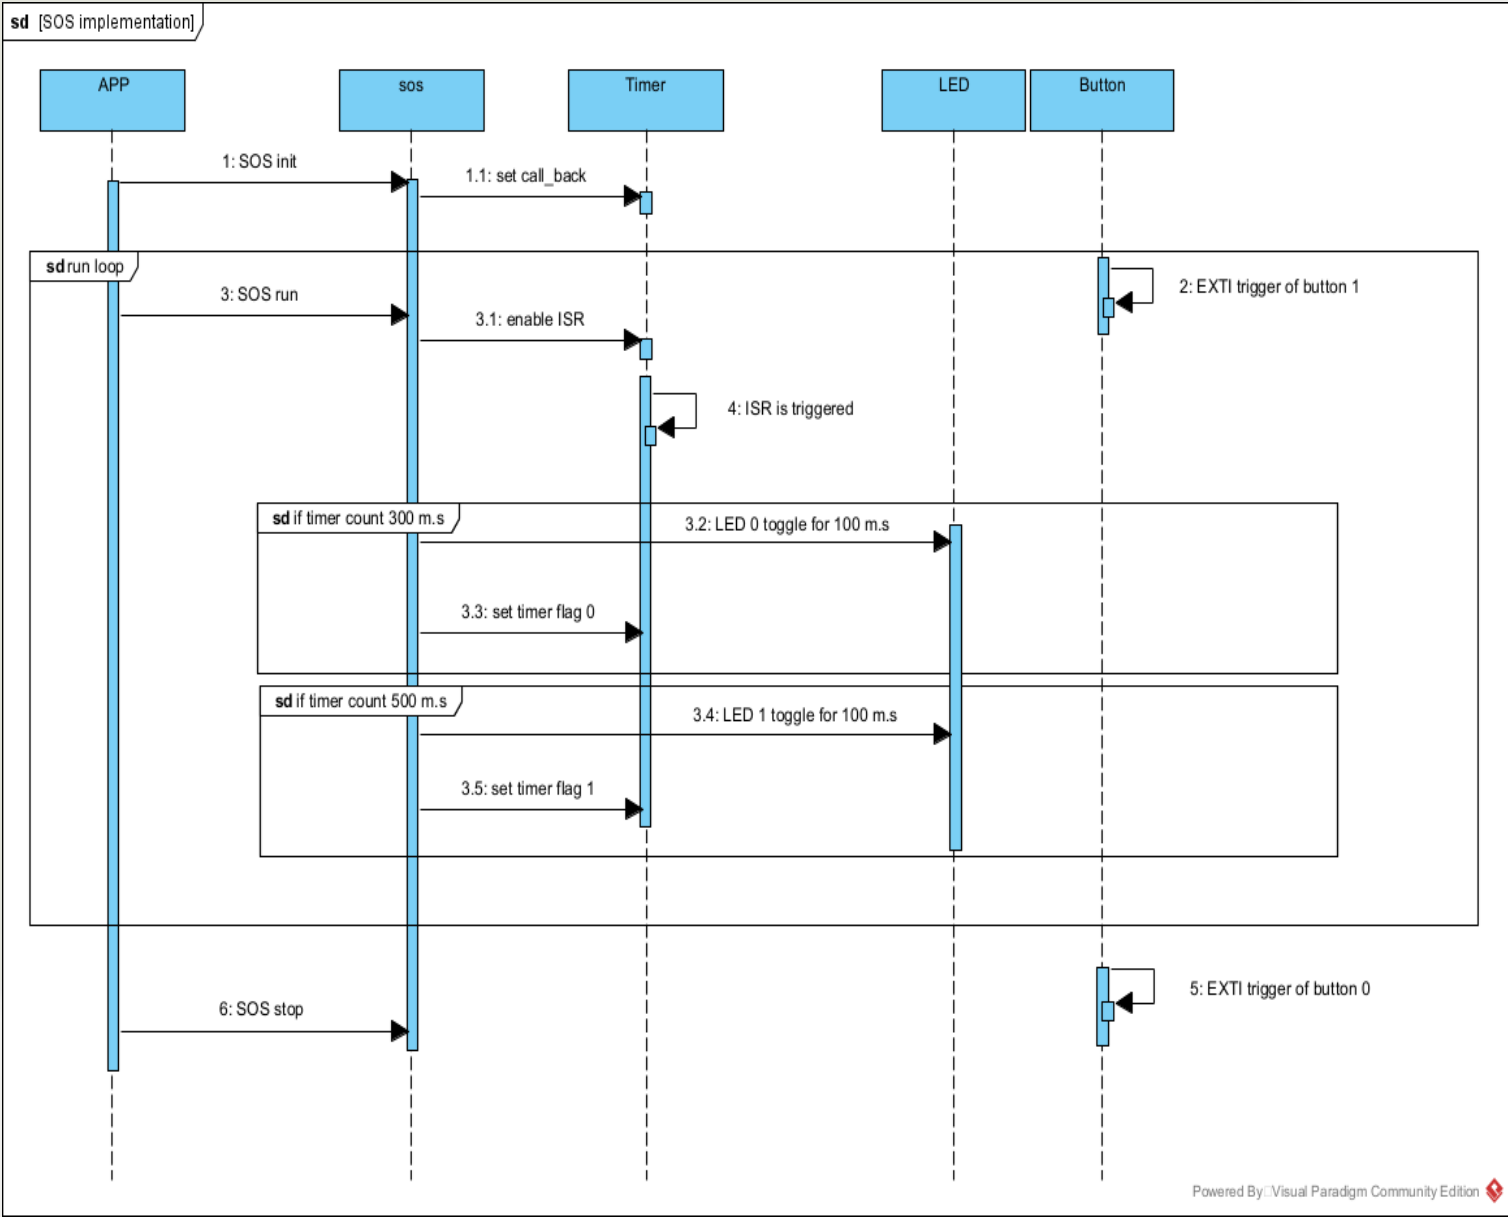 sd [SOS implementation]
APP
sos
Timer
LED
Button
1: SOS init
1.1: set call_back
sd run loop
2: EXTI trigger of button 1
3: SOS run
3.1: enable ISR
4: ISR is triggered
sd if timer count 300 m.s
3.2: LED 0 toggle for 100 m.s
3.3: set timer flag 0
sd if timer count 500 m.s
3.4: LED 1 toggle for 100 m.s
3.5: set timer flag 1
5: EXTI trigger of button 0
6: SOS stop
Powered By Visual Paradigm Community Edition